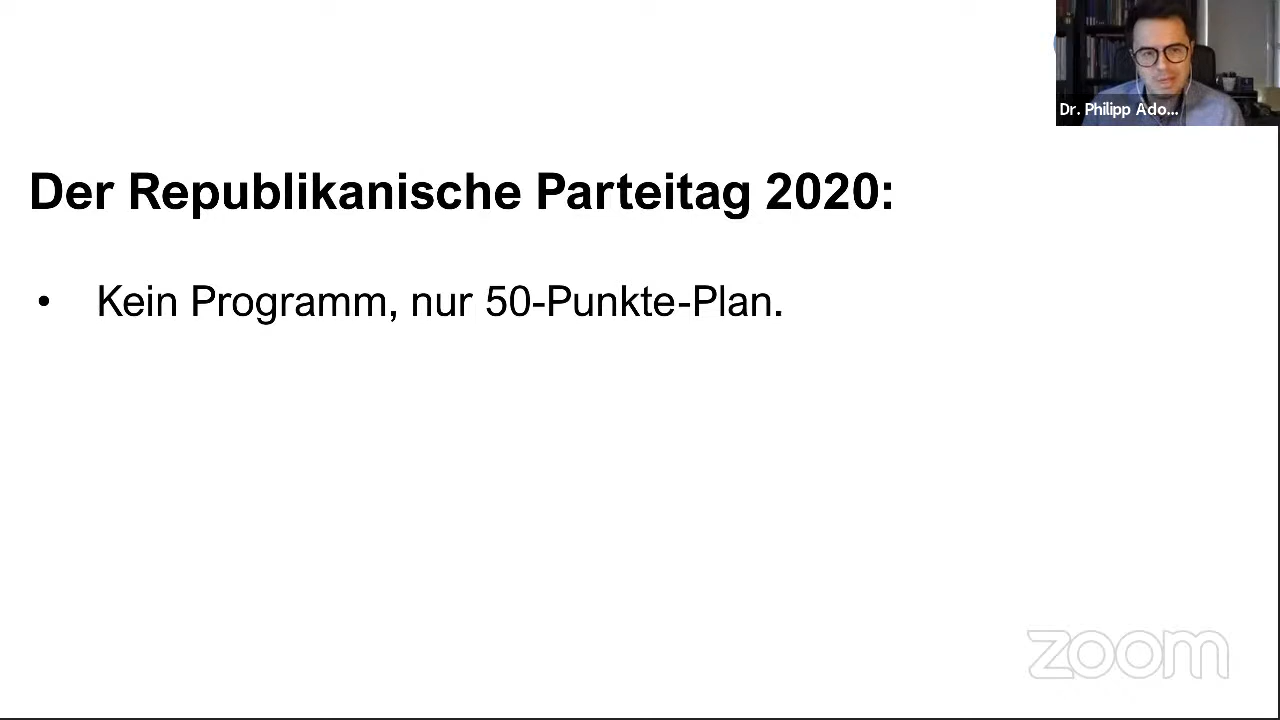 Dr. Philipp Ado...
Der Republikanische Parteitag 2020:
• Kein Programm, nur 50-Punkte-Plan.
zoom